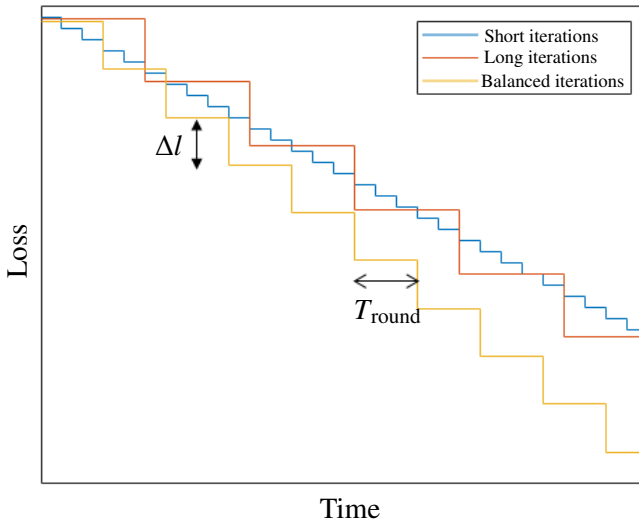 Short iterations
Long iterations
Balanced iterations
Δl
T_round
Loss
Time